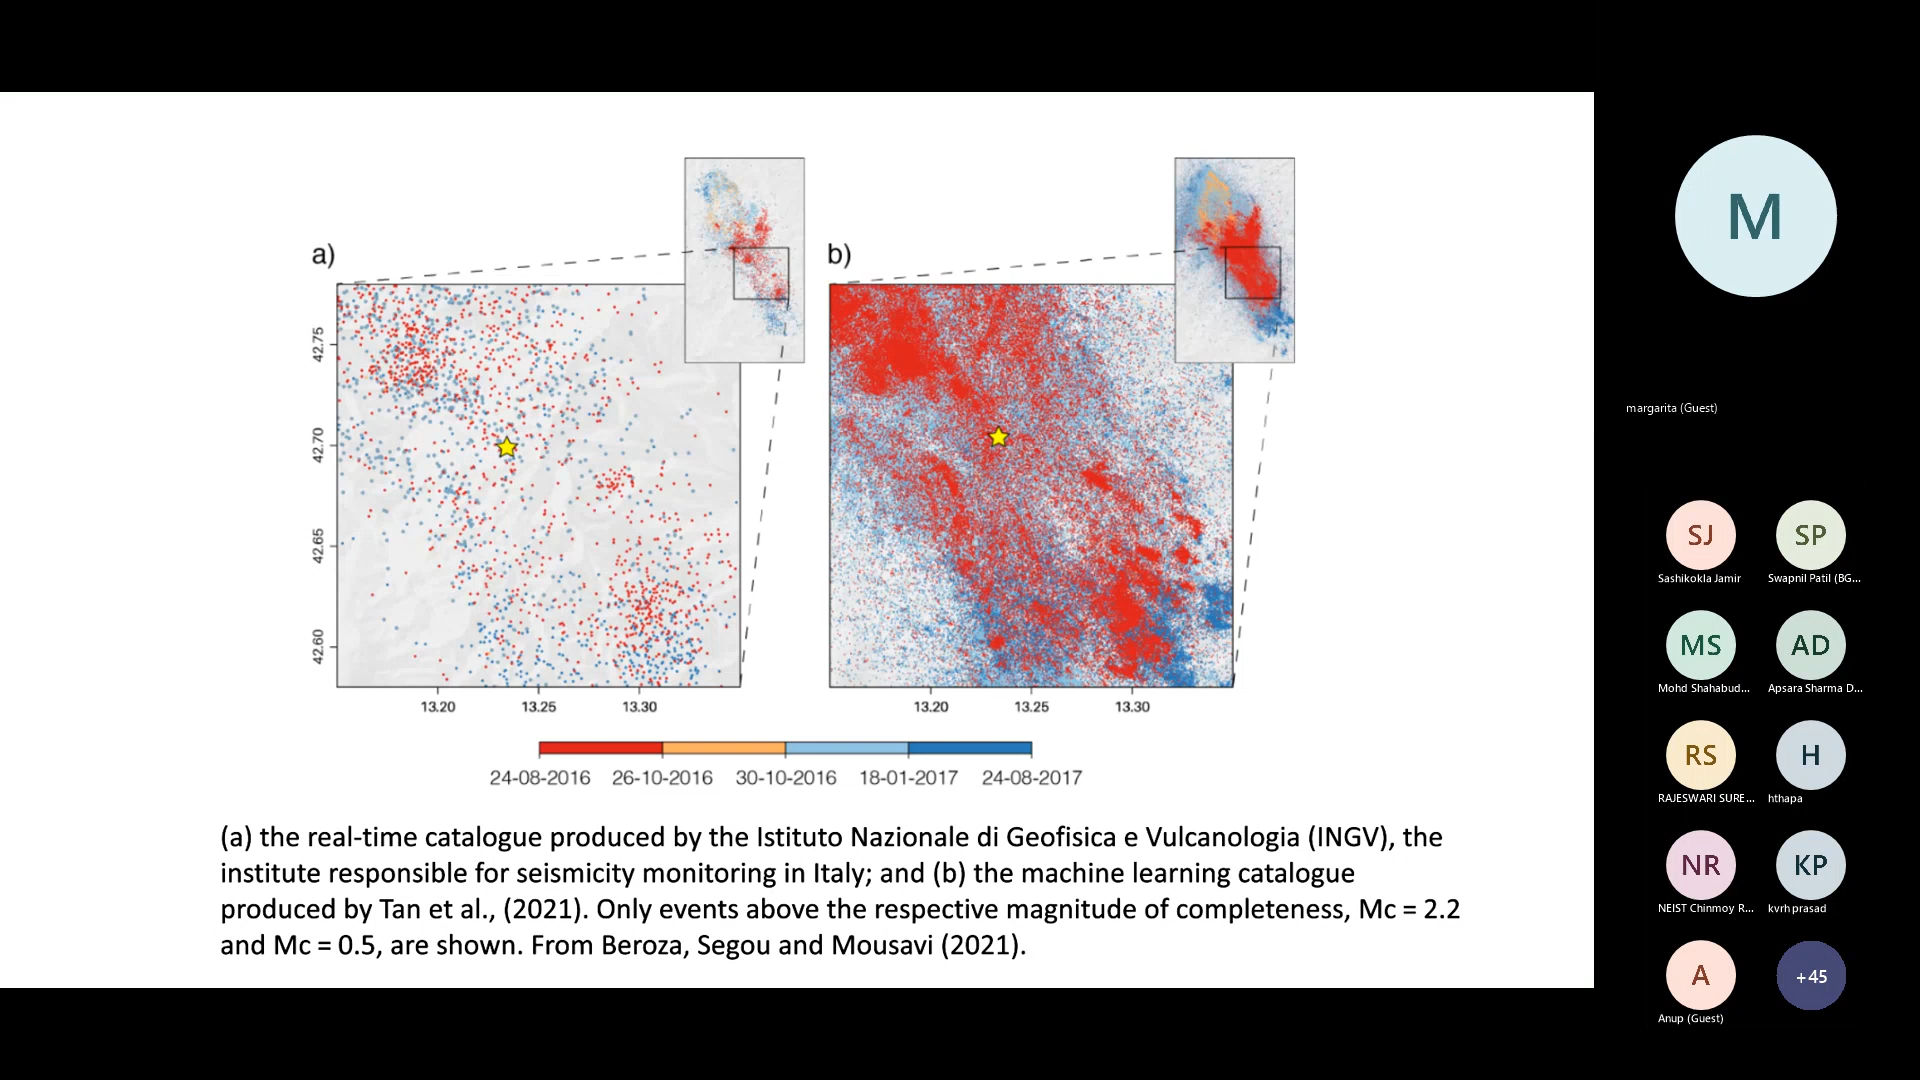 a)
b)
42.75
42.70
42.65
42.60
13.20
13.25
13.30
13.20
13.25
13.30
24-08-2016
26-10-2016
30-10-2016
18-01-2017
24-08-2017
(a) the real-time catalogue produced by the Istituto Nazionale di Geofisica e Vulcanologia (INGV), the
institute responsible for seismicity monitoring in Italy; and (b) the machine learning catalogue
produced by Tan et al., (2021). Only events above the respective magnitude of completeness, Mc = 2.2
and Mc = 0.5, are shown. From Beroza, Segou and Mousavi (2021).
M
margarita (Guest)
SJ
Sashikokla Jamir
SP
Swapnil Patil (BG...
MS
Mohd Shahabud...
AD
Apsara Sharma D...
RS
RAJESWARI SURE...
H
hthapa
NR
NEIST Chinmoy R...
KP
kvrh prasad
A
Anup (Guest)
+45